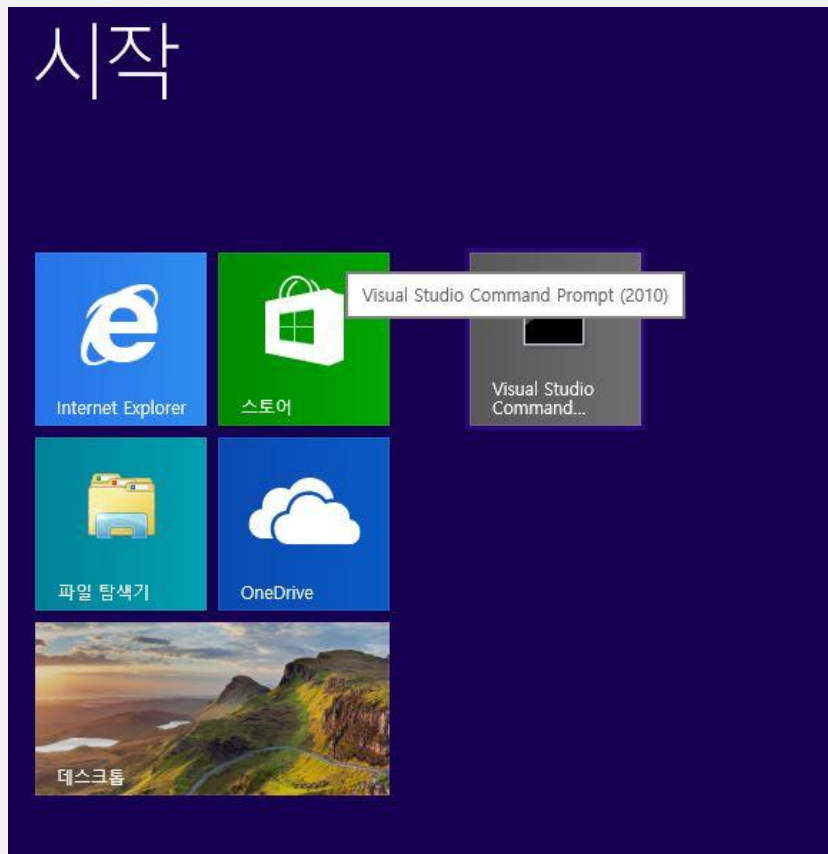 시작
Internet Explorer
스토어
Visual Studio Command Prompt (2010)
Visual Studio
Command...
파일 탐색기
OneDrive
데스크톱